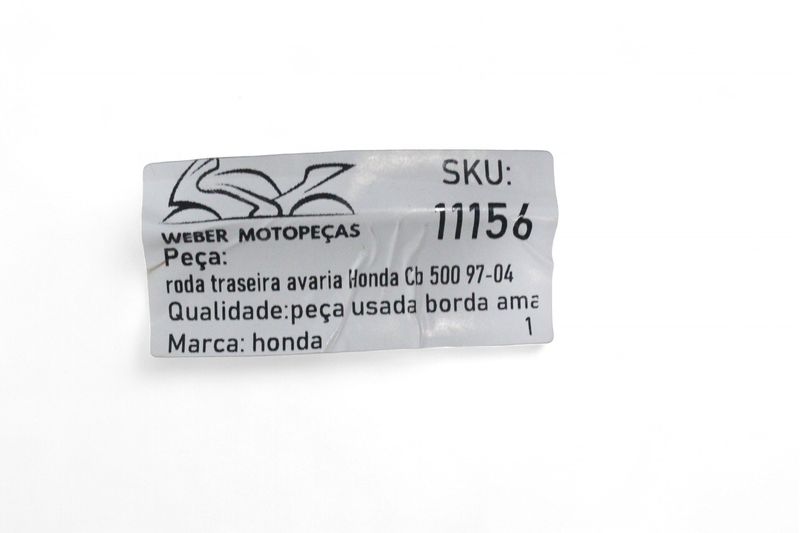 SKU:
11156
WEBER MOTOPEÇAS
Peça:
roda traseira avaria Honda Cb 500 97-04
Qualidade:peça usada borda ama
1
Marca: honda